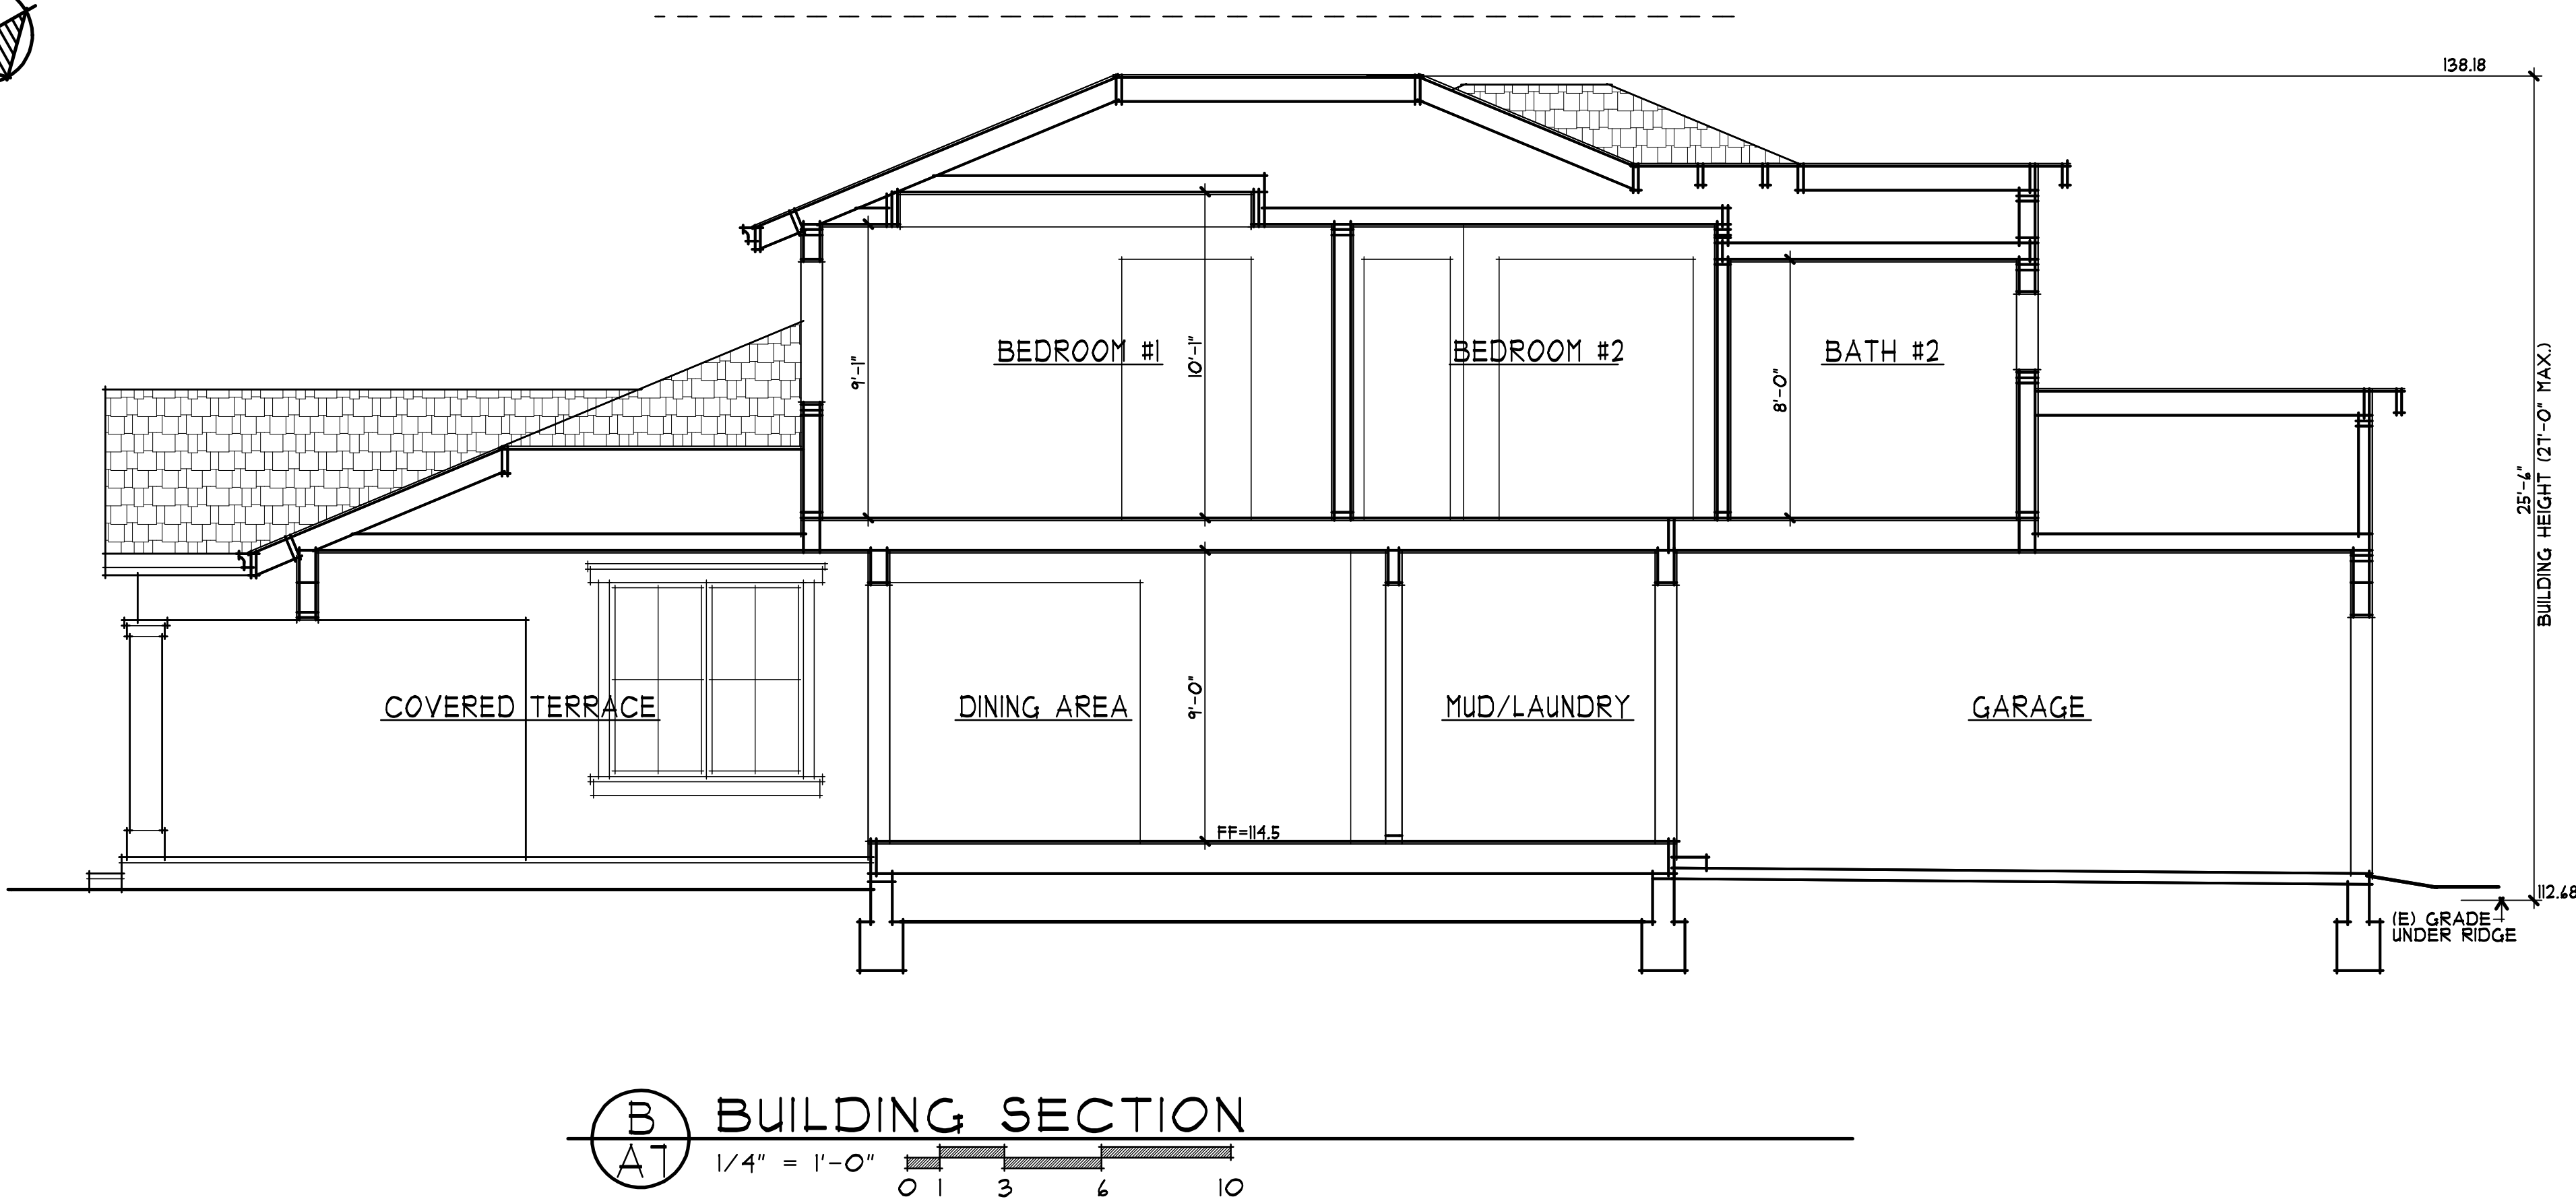 138.18
BEDROOM #1
BEDROOM #2
BATH #2
9'-1"
10'-1"
8'-0"
25'-6"
BUILDING HEIGHT (27'-0" MAX.)
COVERED TERRACE
DINING AREA
9'-0"
MUD/LAUNDRY
GARAGE
FF=114.5
112.68
(E) GRADE
UNDER RIDGE
B
A7
BUILDING SECTION
1/4" = 1'-0"
0 1 3 6 10